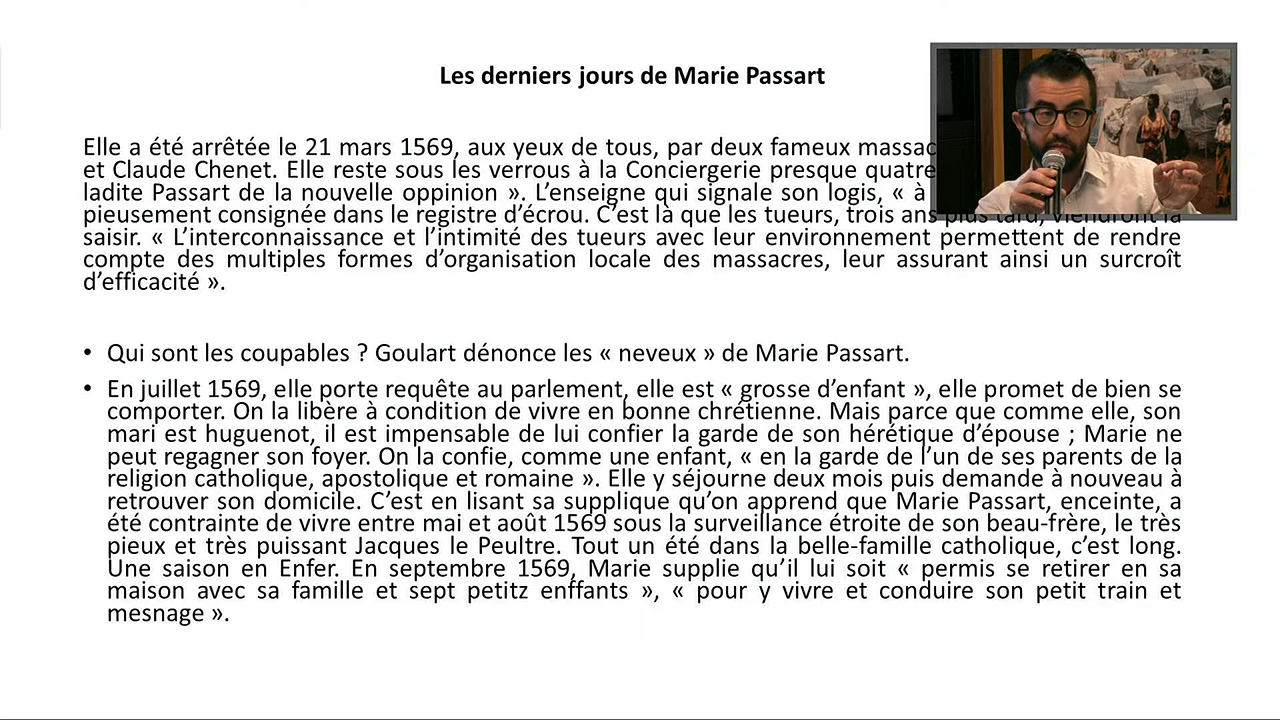 Les derniers jours de Marie Passart
Elle a été arrêtée le 21 mars 1569, aux yeux de tous, par deux fameux
et Claude Chenet. Elle reste sous les verrous à la Conciergerie presque quatre
ladite Passart de la nouvelle oppinion ». L’enseigne qui signale son logis, « à
pieusement consignée dans le registre d’écrou. C’est là que les tueurs, trois ans plus tard, viendront la
saisir. « L’interconnaissance et l’intimité des tueurs avec leur environnement permettent de rendre
compte des multiples formes d’organisation locale des massacres, leur assurant ainsi un surcroît
d’efficacité ».
• Qui sont les coupables ? Goulart dénonce les « neveux » de Marie Passart.
• En juillet 1569, elle porte requête au parlement, elle est « grosse d’enfant », elle promet de bien se
comporter. On la libère à condition de vivre en bonne chrétienne. Mais parce que comme elle, son
mari est huguenot, il est impensable de lui confier la garde de son hérétique d’épouse ; Marie ne
peut regagner son foyer. On la confie, comme une enfant, « en la garde de l’un de ses parents de la
religion catholique, apostolique et romaine ». Elle y séjourne deux mois puis demande à nouveau à
retrouver son domicile. C’est en lisant sa supplique qu’on apprend que Marie Passart, enceinte, a
été contrainte de vivre entre mai et août 1569 sous la surveillance étroite de son beau-frère, le très
pieux et très puissant Jacques le Peultre. Tout un été dans la belle-famille catholique, c’est long.
Une saison en Enfer. En septembre 1569, Marie supplie qu’il lui soit « permis se retirer en sa
maison avec sa famille et sept petitz enffants », « pour y vivre et conduire son petit train et
mesnage ».